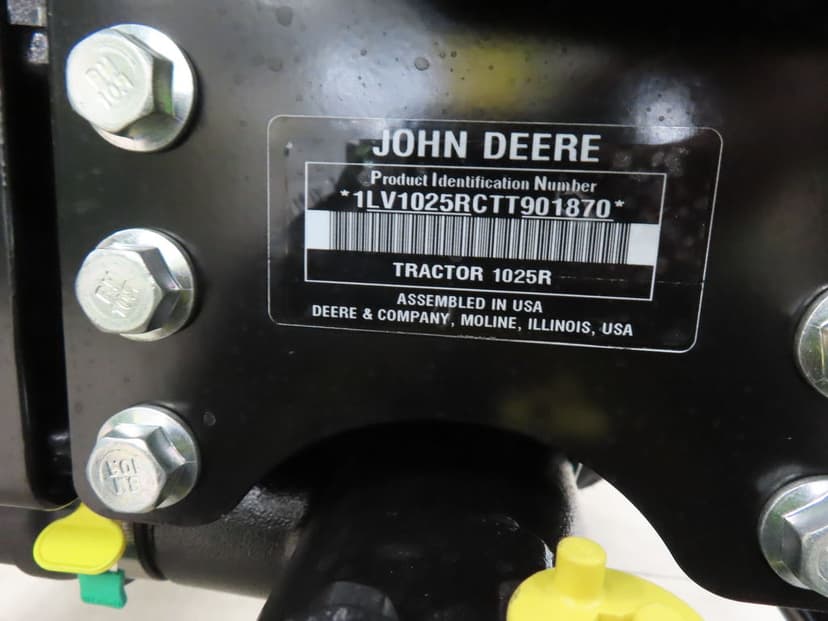 JOHN DEERE
Product Identification Number
*1LV1025RCTT901870*
TRACTOR 1025R
ASSEMBLED IN USA
DEERE & COMPANY, MOLINE, ILLINOIS, USA